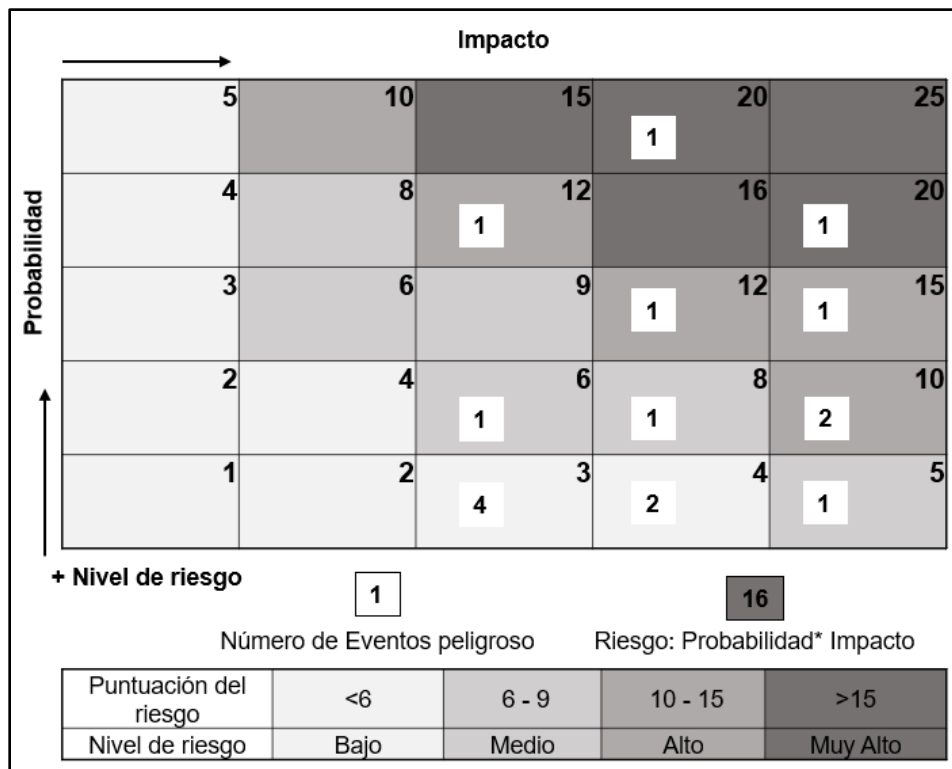 Impacto
Probabilidad
5 10 15 20 25
1
4 8 12 16 20
1 1
3 6 9 12 15
1 1
2 4 6 8 10
1 1 2
1 2 3 4 5
4 2 1
+ Nivel de riesgo
1 16
Número de Eventos peligroso Riesgo: Probabilidad* Impacto
Puntuación del riesgo <6 6 - 9 10 - 15 >15
Nivel de riesgo Bajo Medio Alto Muy Alto